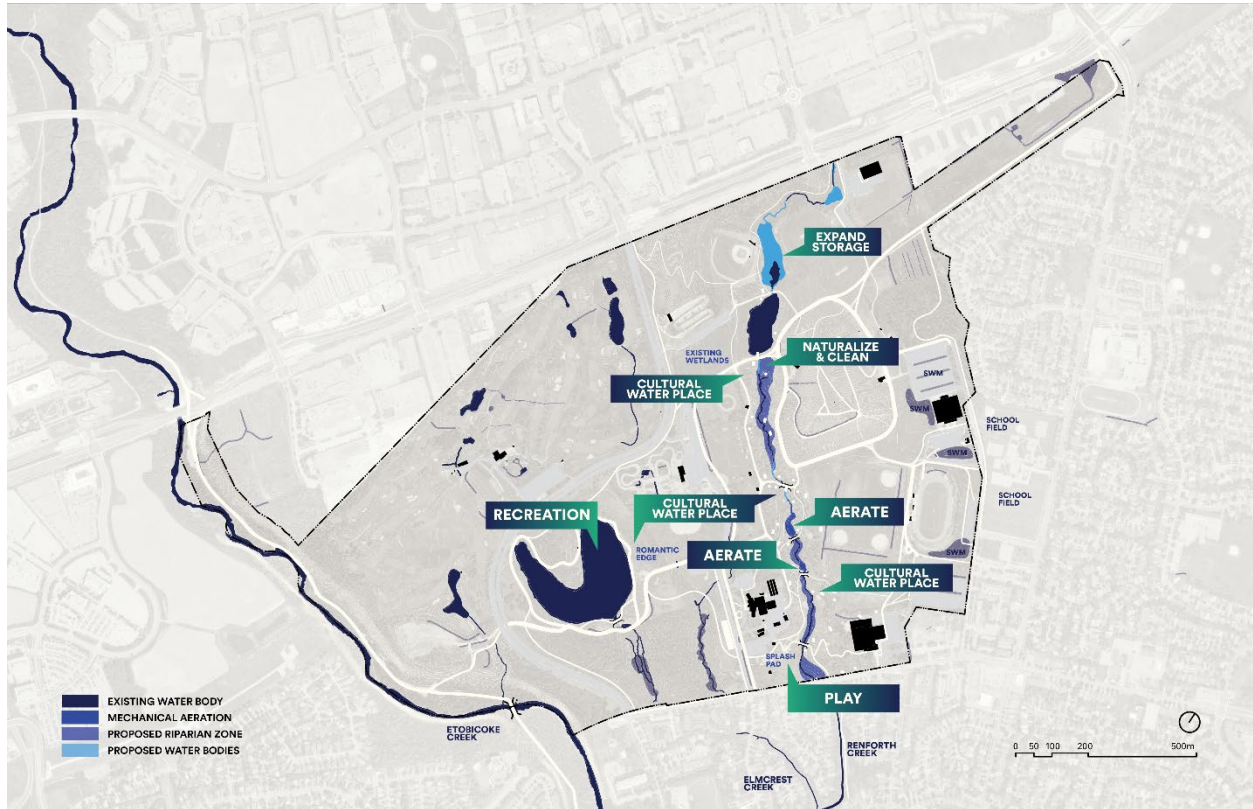 EXPAND
STORAGE
NATURALIZE
& CLEAN
EXISTING
WETLANDS
CULTURAL
WATER PLACE
SWM
SWM
SCHOOL
FIELD
SWM
RECREATION
CULTURAL
WATER PLACE
AERATE
SCHOOL
FIELD
ROMANTIC
EDGE
AERATE
SWM
CULTURAL
WATER PLACE
SPLASH
PAD
PLAY
EXISTING WATER BODY
MECHANICAL AERATION
PROPOSED RIPARIAN ZONE
PROPOSED WATER BODIES
ETOBICOKE
CREEK
ELMCREST
CREEK
RENFORTH
CREEK
0 50 100 200 500m